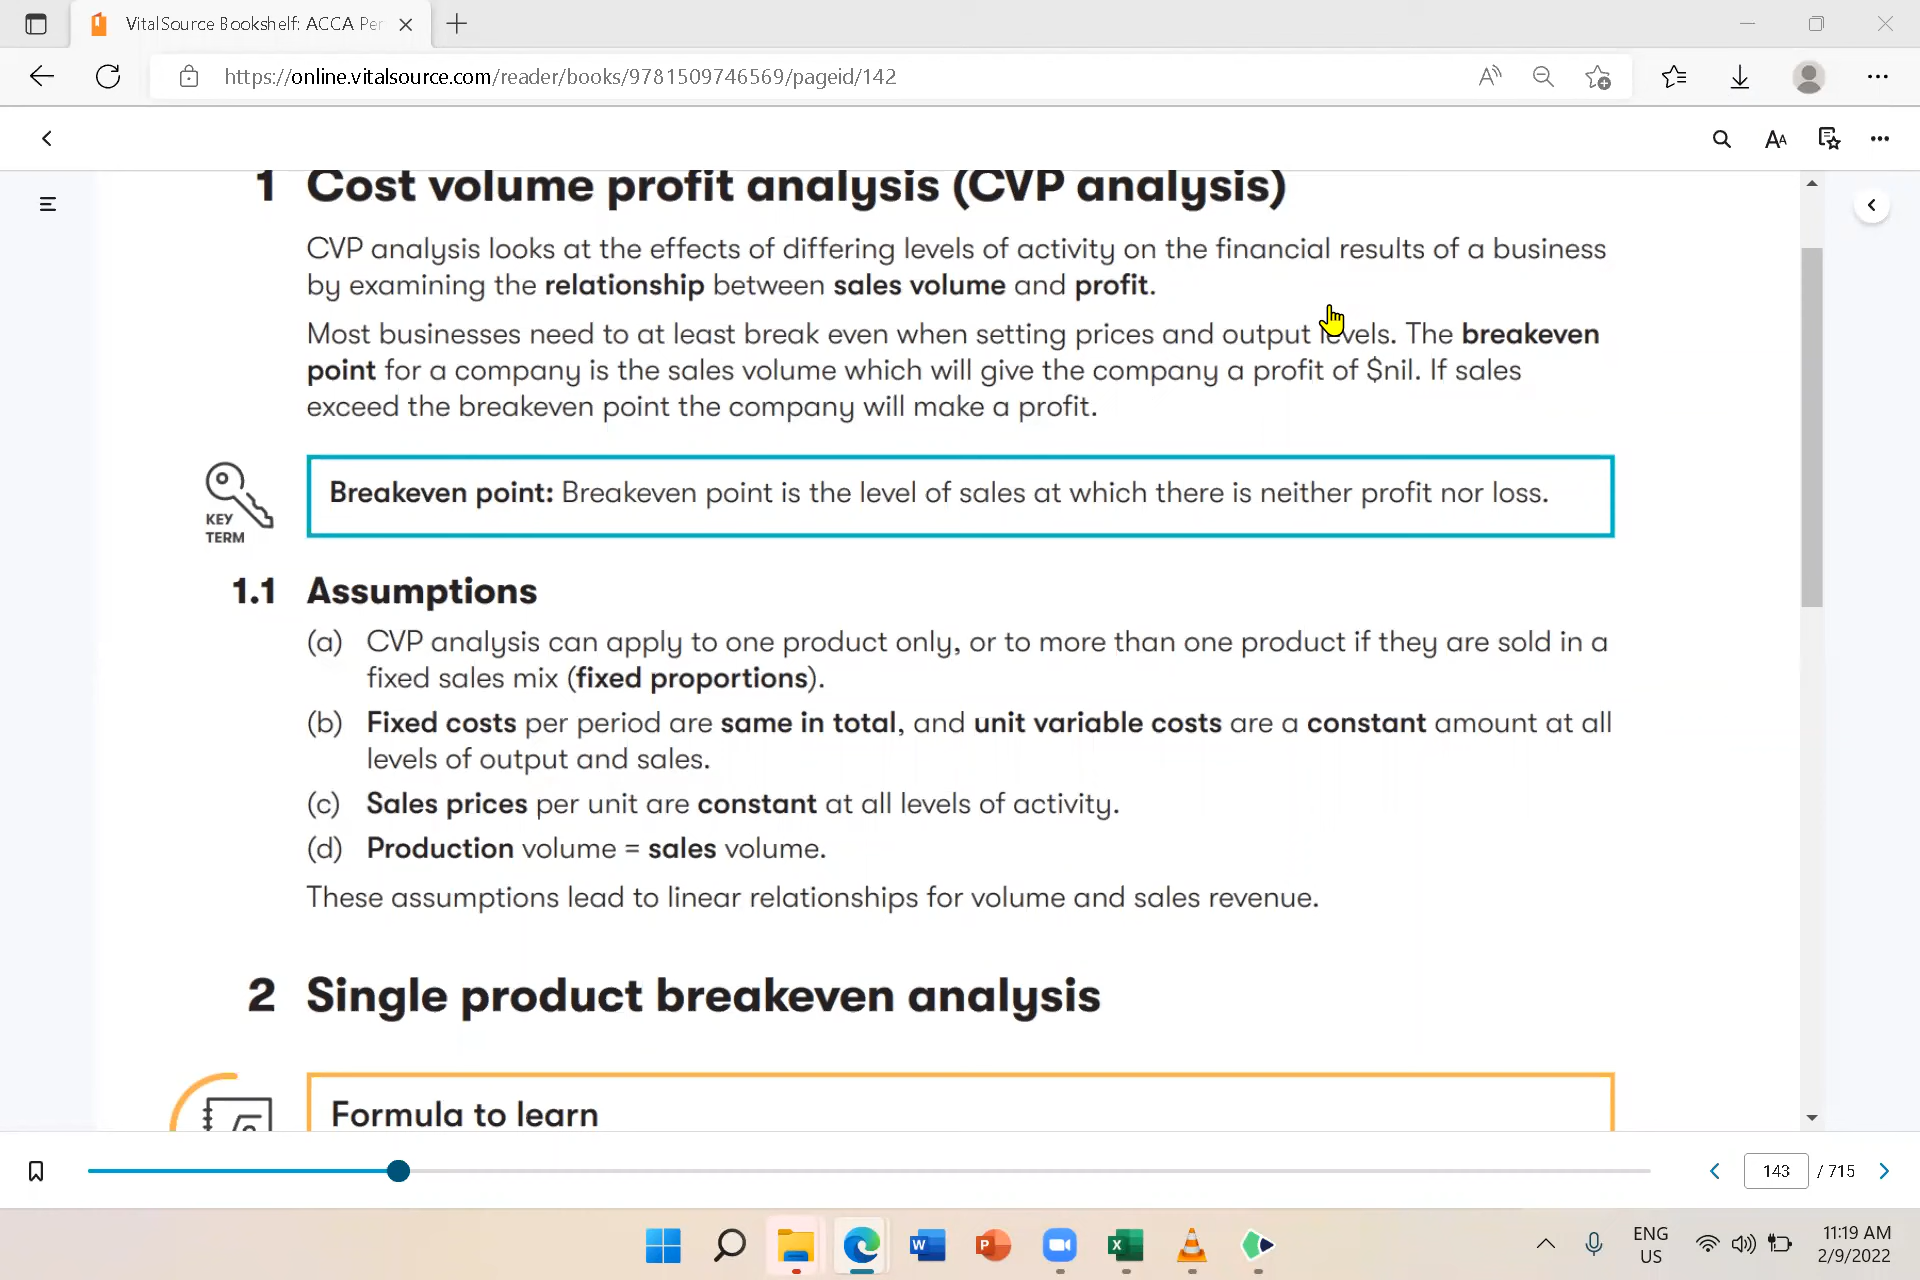 VitalSource Bookshelf: ACCA Per
https://online.vitalsource.com/reader/books/9781509746569/pageid/142
1 Cost volume profit analysis (CVP analysis)
CVP analysis looks at the effects of differing levels of activity on the financial results of a business
by examining the relationship between sales volume and profit.
Most businesses need to at least break even when setting prices and output levels. The breakeven
point for a company is the sales volume which will give the company a profit of $nil. If sales
exceed the breakeven point the company will make a profit.
KEY
TERM
Breakeven point: Breakeven point is the level of sales at which there is neither profit nor loss.
1.1 Assumptions
(a) CVP analysis can apply to one product only, or to more than one product if they are sold in a
fixed sales mix (fixed proportions).
(b) Fixed costs per period are same in total, and unit variable costs are a constant amount at all
levels of output and sales.
(c) Sales prices per unit are constant at all levels of activity.
(d) Production volume = sales volume.
These assumptions lead to linear relationships for volume and sales revenue.
2 Single product breakeven analysis
Formula to learn
143 / 715
ENG
US
11:19 AM
2/9/2022